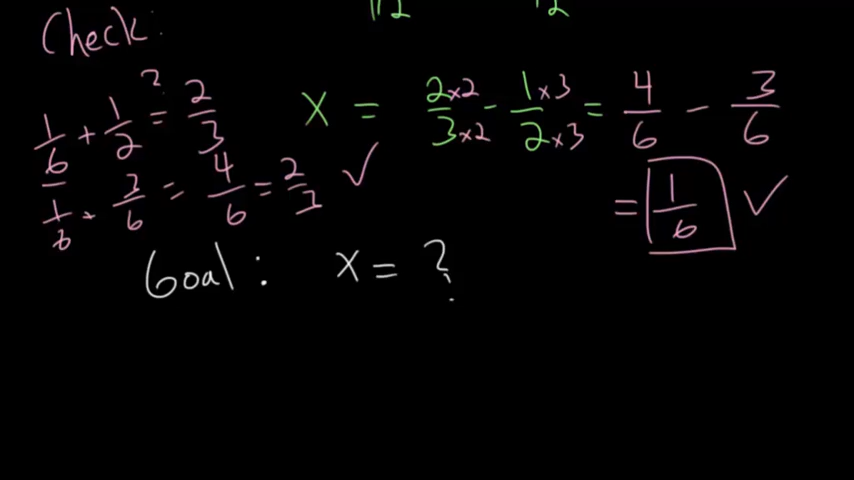 Check:
1/6 + 1/2 ?= 2/3
1/6 + 3/6 = 4/6 = 2/3 ✓
x = 2×2/3×2 - 1×3/2×3 = 4/6 - 3/6
= 1/6 ✓
Goal: x = ?